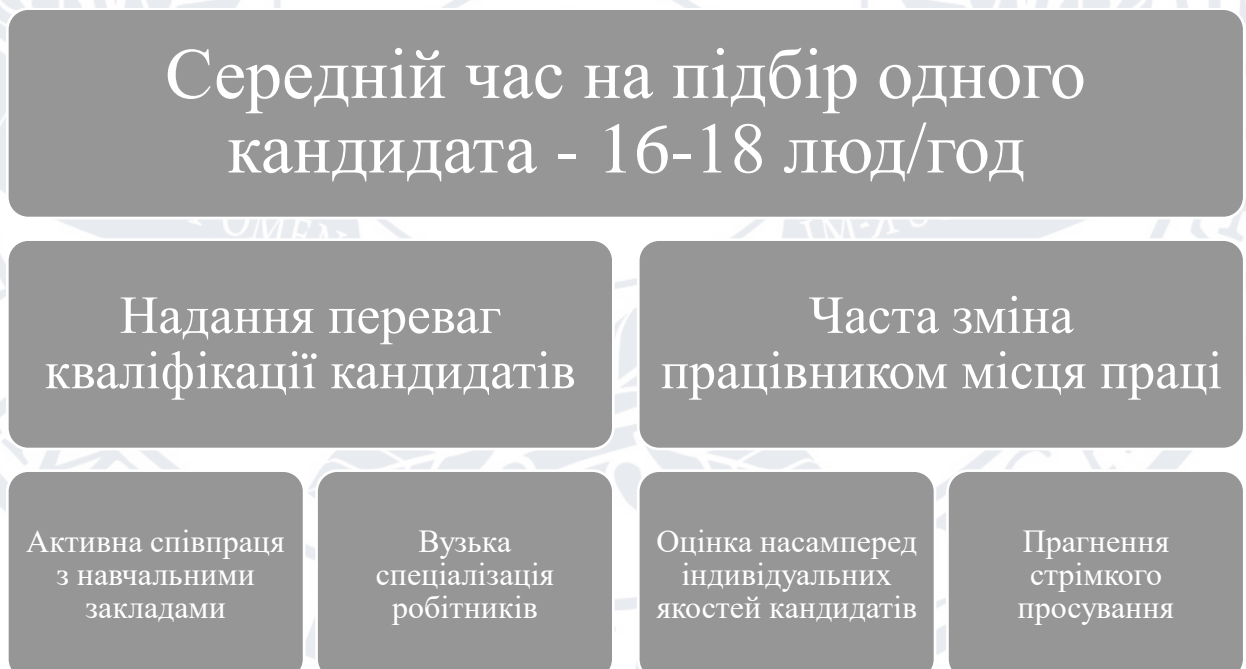 Середній час на підбір одного
кандидата - 16-18 люд/год
Надання переваг
кваліфікації кандидатів
Часта зміна
працівником місця праці
Активна співпраця
з навчальними
закладами
Вузька
спеціалізація
робітників
Оцінка насамперед
індивідуальних
якостей кандидатів
Прагнення
стрімкого
просування